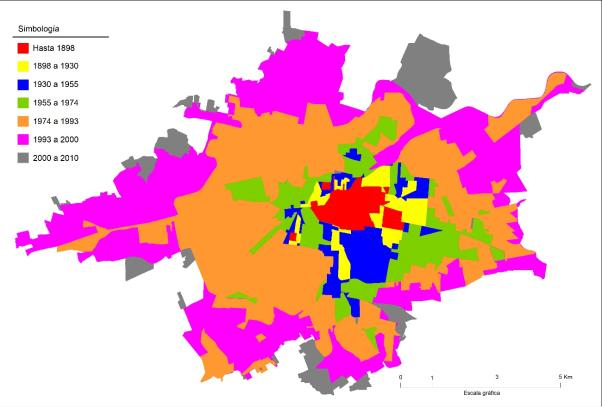 Simbología
Hasta 1898
1898 a 1930
1930 a 1955
1955 a 1974
1974 a 1993
1993 a 2000
2000 a 2010
0 1 3 5 Km
Escala gráfica